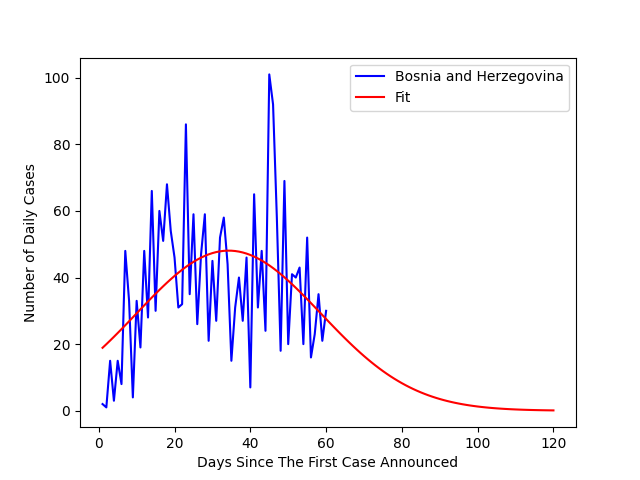 Bosnia and Herzegovina
Fit
100
80
60
40
20
0
Number of Daily Cases
0 20 40 60 80 100 120
Days Since The First Case Announced